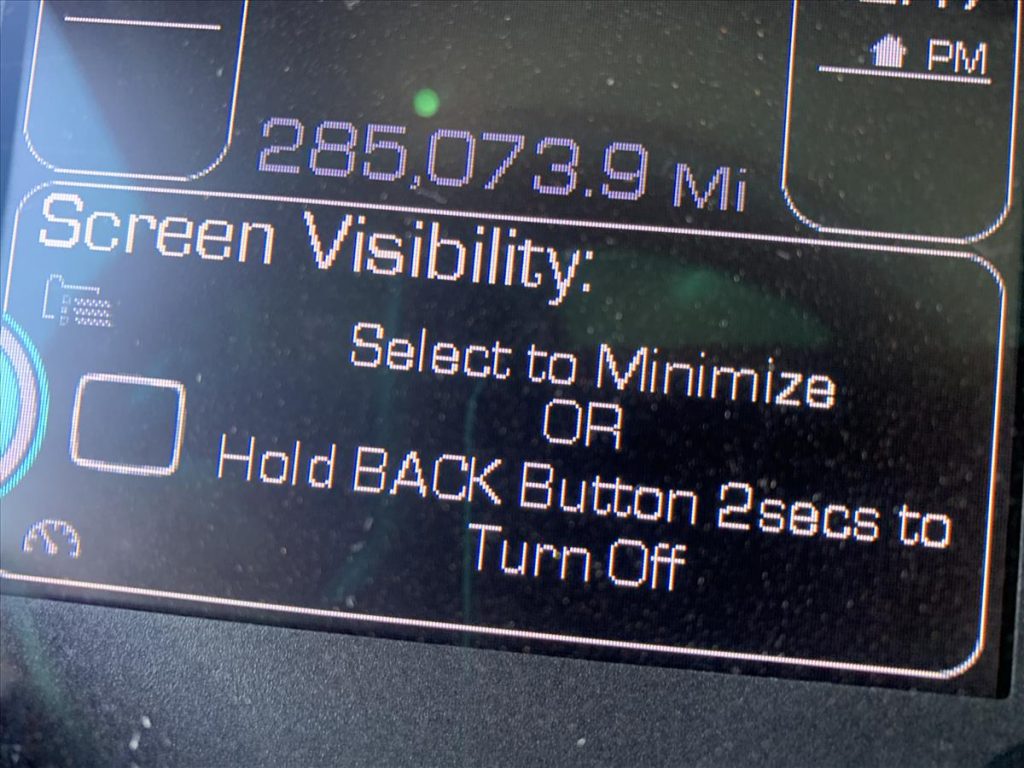 PM
285,073.9 Mi
Screen Visibility:
Select to Minimize
OR
Hold BACK Button 2secs to
Turn Off